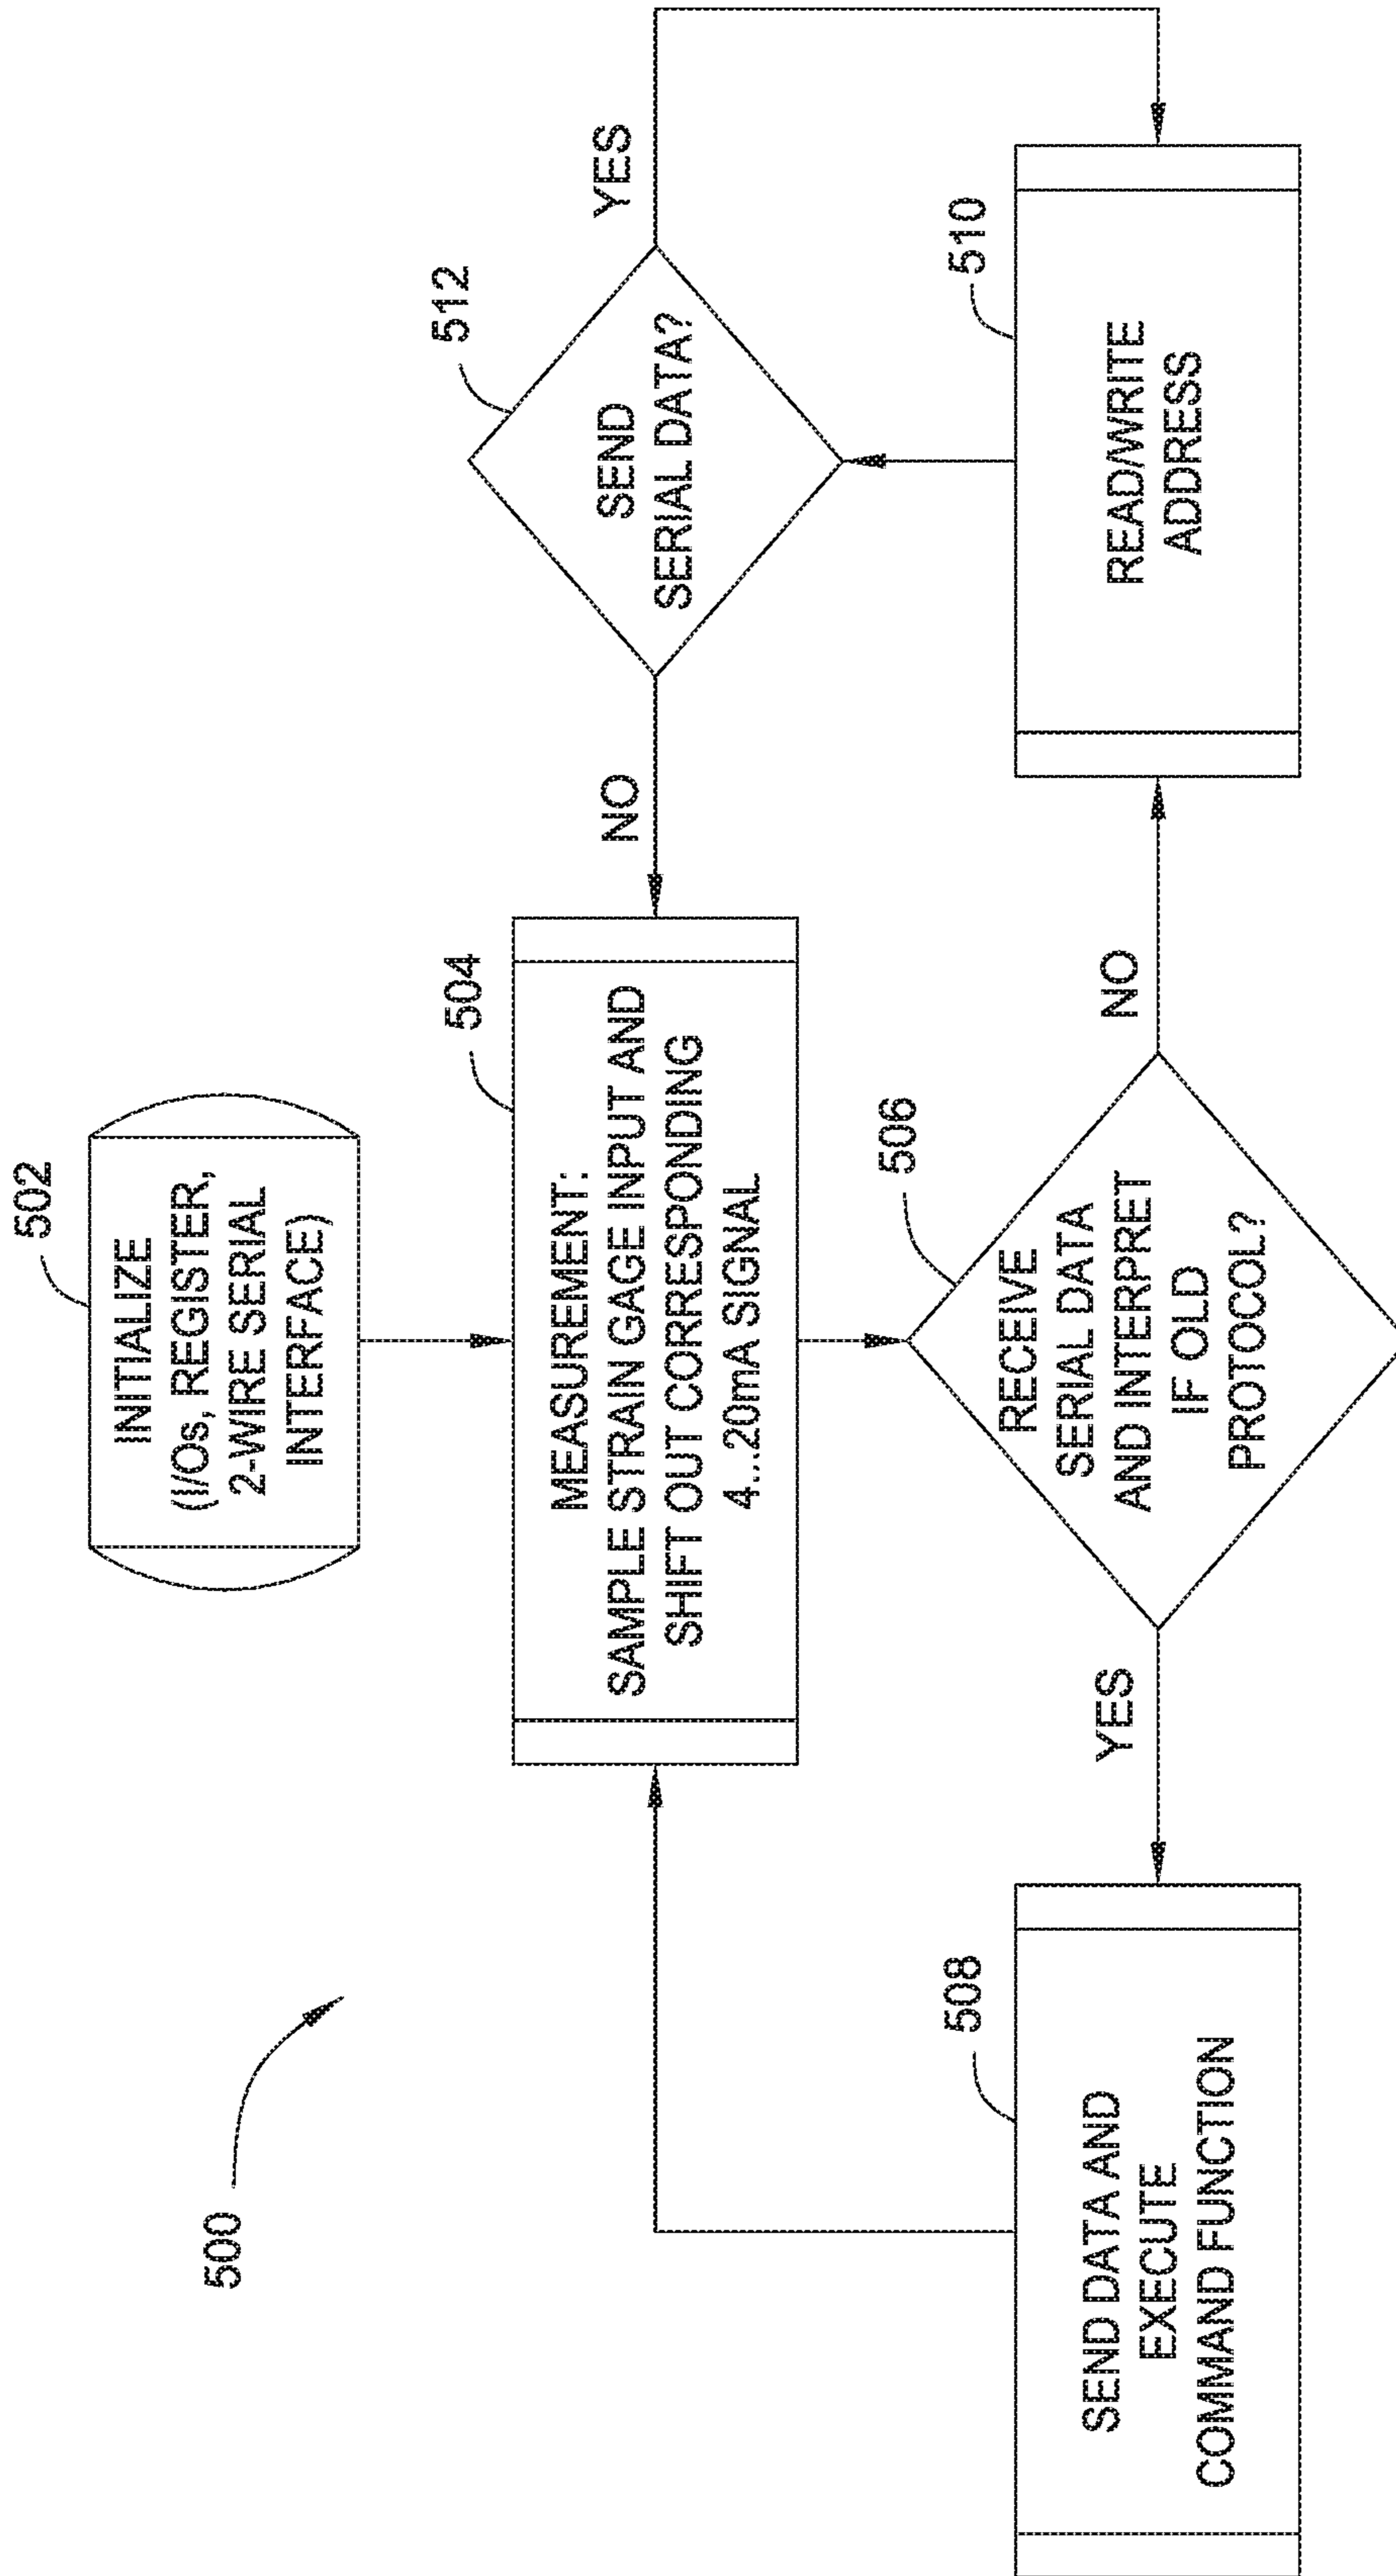 500
502
INITIALIZE
(I/Os, REGISTER,
2-WIRE SERIAL
INTERFACE)
504
MEASUREMENT:
SAMPLE STRAIN GAGE INPUT AND
SHIFT OUT CORRESPONDING
4...20mA SIGNAL
NO
512
SEND
SERIAL DATA?
YES
508
SEND DATA AND
EXECUTE
COMMAND FUNCTION
YES
506
RECEIVE
SERIAL DATA
AND INTERPRET
IF OLD
PROTOCOL?
NO
510
READ/WRITE
ADDRESS